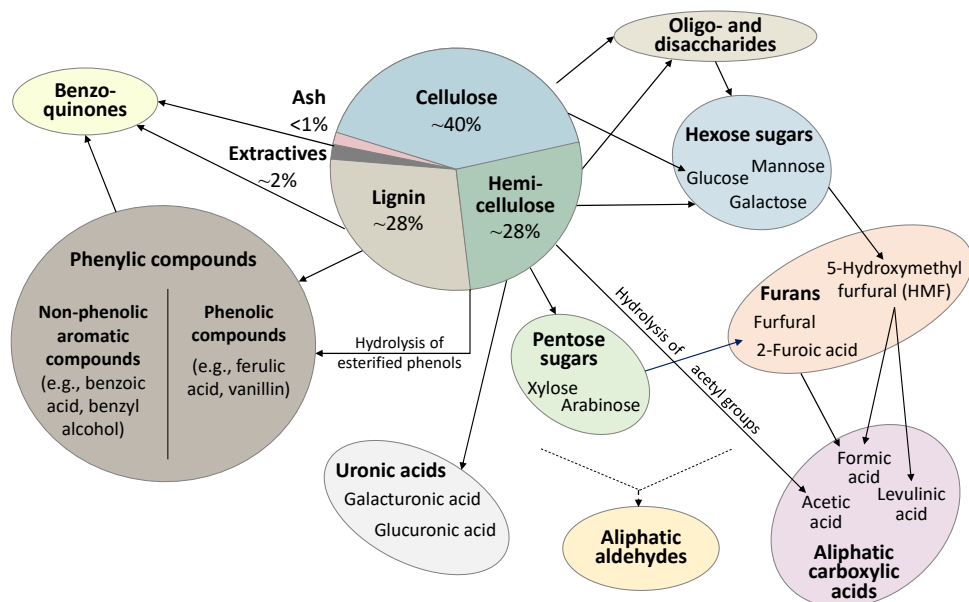 Oligo- and
disaccharides
Benzo-
quinones
Ash
<1%
Cellulose
~40%
Extractives
~2%
Lignin
~28%
Hemi-
cellulose
~28%
Hexose sugars
Mannose
Glucose
Galactose
Phenylic compounds
Non-phenolic
aromatic
compounds
(e.g., benzoic
acid, benzyl
alcohol)
Phenolic
compounds
(e.g., ferulic
acid, vanillin)
Hydrolysis of
esterified phenols
Hydrolysis of
acetyl groups
Pentose
sugars
Xylose
Arabinose
5-Hydroxymethyl
furfural (HMF)
Furans
Furfural
2-Furoic acid
Uronic acids
Galacturonic acid
Glucuronic acid
Aliphatic
aldehydes
Formic
acid
Acetic
acid
Levulinic
acid
Aliphatic
carboxylic
acids